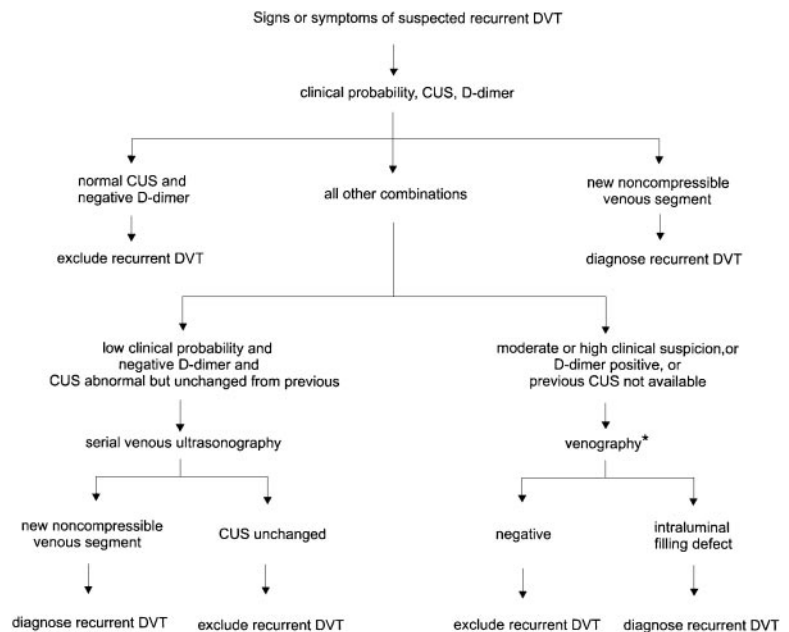 Signs or symptoms of suspected recurrent DVT
clinical probability, CUS, D-dimer
normal CUS and
negative D-dimer
all other combinations
new noncompressible
venous segment
exclude recurrent DVT
diagnose recurrent DVT
low clinical probability and
negative D-dimer and
CUS abnormal but unchanged from previous
moderate or high clinical suspicion,or
D-dimer positive, or
previous CUS not available
serial venous ultrasonography
venography*
new noncompressible
venous segment
CUS unchanged
negative
intraluminal
filling defect
diagnose recurrent DVT
exclude recurrent DVT
exclude recurrent DVT
diagnose recurrent DVT